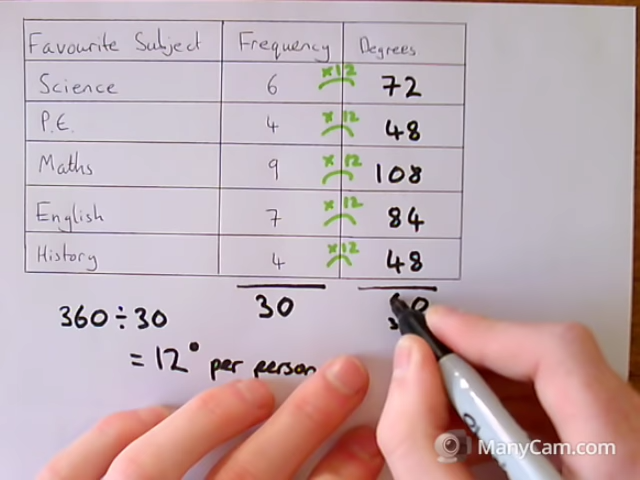 Favourite Subject Frequency Degrees
Science 6 ×12 72
P.E. 4 × 12 48
Maths 9 × 12 108
English 7 × 12 84
History 4 ×12 48
360 ÷ 30 30 60
= 12° per person
ManyCam.com